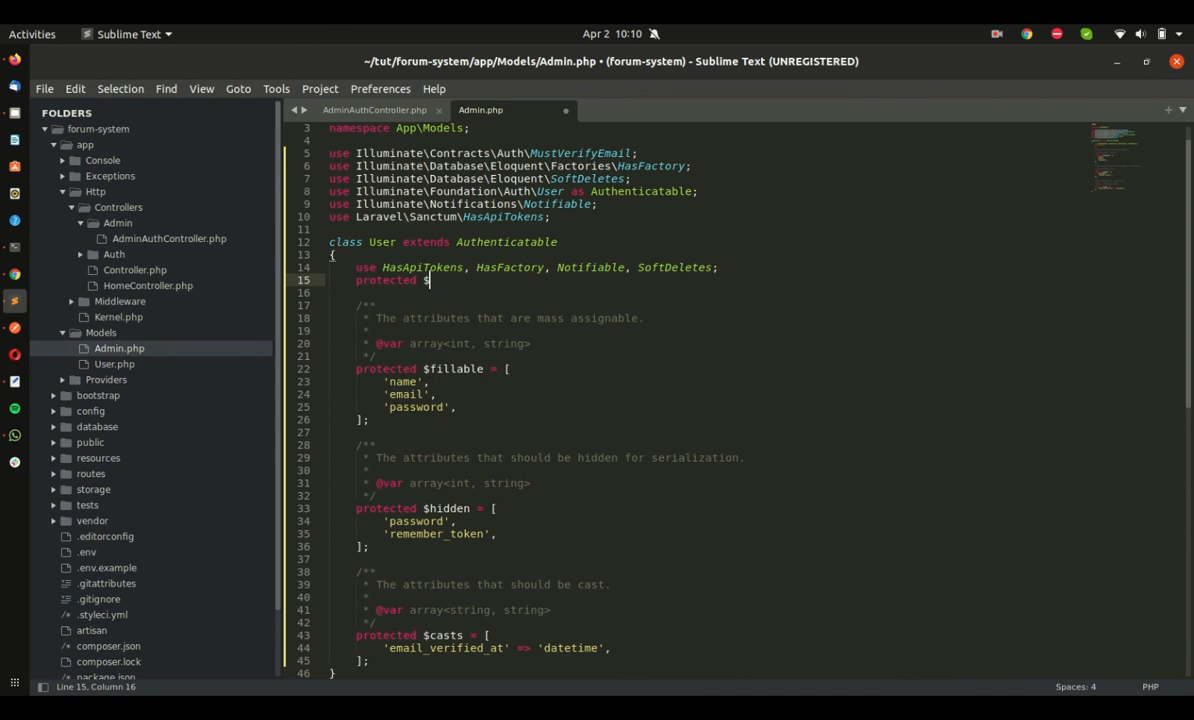 Activities
Sublime Text
Apr 2 10:10
~/tut/forum-system/app/Models/Admin.php • (forum-system) - Sublime Text (UNREGISTERED)
File Edit Selection Find View Goto Tools Project Preferences Help
FOLDERS
forum-system
app
Console
Exceptions
Http
Controllers
Admin
AdminAuthController.php
Auth
Controller.php
HomeController.php
Middleware
Kernel.php
Models
Admin.php
User.php
Providers
bootstrap
config
database
public
resources
routes
storage
tests
vendor
.editorconfig
.env
.env.example
.gitattributes
.gitignore
.styleci.yml
artisan
composer.json
composer.lock
package.json
AdminAuthController.php
Admin.php
3 namespace App\Models;
4
5 use Illuminate\Contracts\Auth\MustVerifyEmail;
6 use Illuminate\Database\Eloquent\Factories\HasFactory;
7 use Illuminate\Database\Eloquent\SoftDeletes;
8 use Illuminate\Foundation\Auth\User as Authenticatable;
9 use Illuminate\Notifications\Notifiable;
10 use Laravel\Sanctum\HasApiTokens;
11
12 class User extends Authenticatable
13 {
14 use HasApiTokens, HasFactory, Notifiable, SoftDeletes;
15 protected $
16
17 /**
18 * The attributes that are mass assignable.
19 *
20 * @var array<int, string>
21 */
22 protected $fillable = [
23 'name',
24 'email',
25 'password',
26 ];
27
28 /**
29 * The attributes that should be hidden for serialization.
30 *
31 * @var array<int, string>
32 */
33 protected $hidden = [
34 'password',
35 'remember_token',
36 ];
37
38 /**
39 * The attributes that should be cast.
40 *
41 * @var array<string, string>
42 */
43 protected $casts = [
44 'email_verified_at' => 'datetime',
45 ];
46 }
Line 15, Column 16
Spaces: 4
PHP